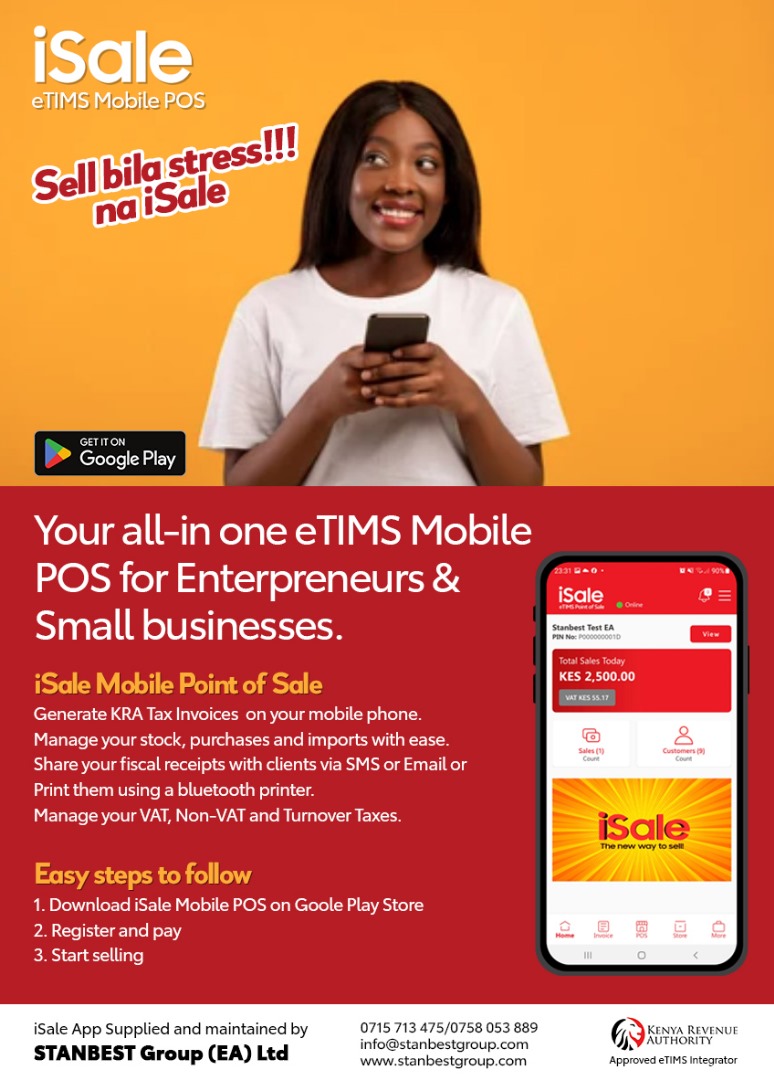 iSale
eTIMS Mobile POS
Sell bila stress!!!
na iSale
GET IT ON
Google Play
Your all-in one eTIMS Mobile
POS for Enterpreneurs &
Small businesses.
iSale Mobile Point of Sale
Generate KRA Tax Invoices on your mobile phone.
Manage your stock, purchases and imports with ease.
Share your fiscal receipts with clients via SMS or Email or
Print them using a bluetooth printer.
Manage your VAT, Non-VAT and Turnover Taxes.
Easy steps to follow
1. Download iSale Mobile POS on Goole Play Store
2. Register and pay
3. Start selling
23:31
90%
iSale
eTIMS Point of Sale
Online
Stanbest Test EA
PIN No: P000000001D
View
Total Sales Today
KES 2,500.00
VAT KES 55.17
Sales (1)
Count
Customers (9)
Count
iSale
The new way to sell!
Home
Invoice
POS
Store
More
iSale App Supplied and maintained by
STANBEST Group (EA) Ltd
0715 713 475/0758 053 889
info@stanbestgroup.com
www.stanbestgroup.com
KENYA REVENUE
AUTHORITY
Approved eTIMS Integrator